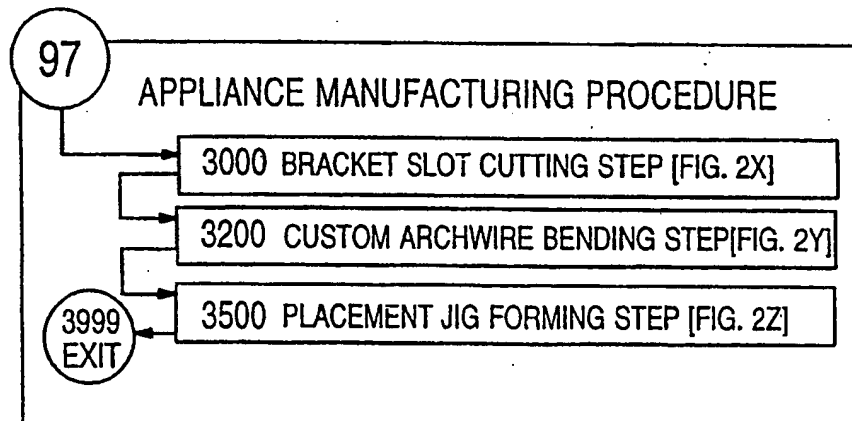 97
APPLIANCE MANUFACTURING PROCEDURE
3000 BRACKET SLOT CUTTING STEP [FIG. 2X]
3200 CUSTOM ARCHWIRE BENDING STEP[FIG. 2Y]
3500 PLACEMENT JIG FORMING STEP [FIG. 2Z]
3999
EXIT